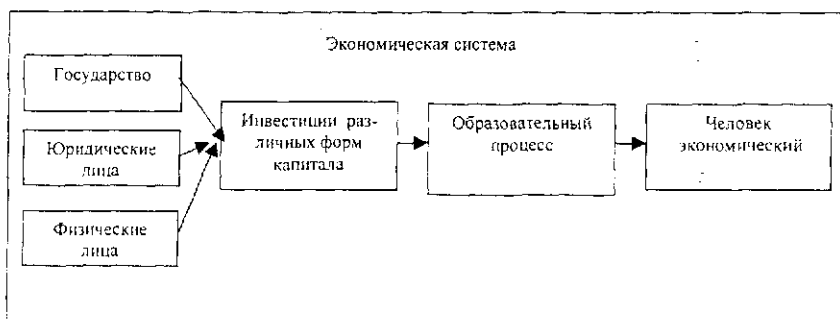 Экономическая система
Государство
Юридические
лица
Физические
лица
Инвестиции раз-
личных форм
капитала
Образовательный
процесс
Человек
экономический